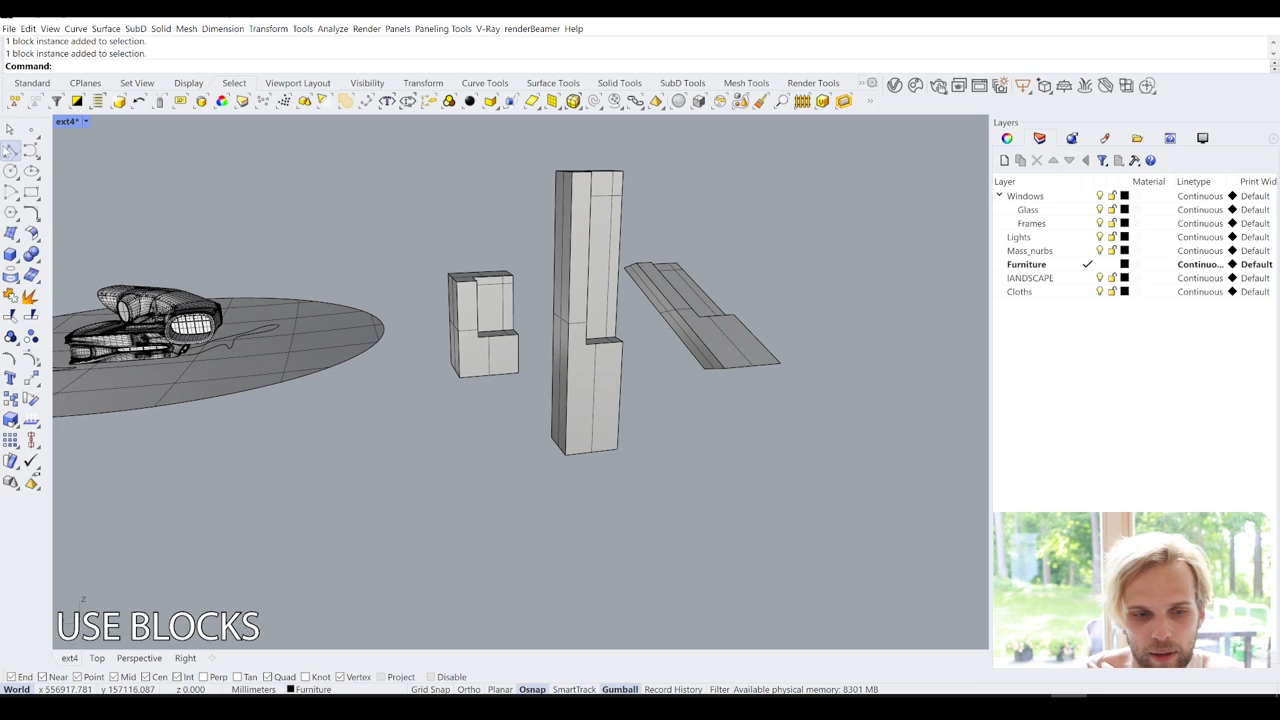 File Edit View Curve Surface SubD Solid Mesh Dimension Transform Tools Analyze Render Panels Paneling Tools V-Ray renderBeamer Help
1 block instance added to selection.
1 block instance added to selection.
Command:
Standard CPlanes Set View Display Select Viewport Layout Visibility Transform Curve Tools Surface Tools Solid Tools SubD Tools Mesh Tools Render Tools
ext4*
Layers
Layer Material Linetype Print Wid
Windows Continuous Default
Glass Continuous Default
Frames Continuous Default
Lights Continuous Default
Mass_nurbs Continuous Default
Furniture Continuo... Default
lANDSCAPE Continuous Default
Cloths Continuous Default
z
USE BLOCKS
ext4 Top Perspective Right
End Near Point Mid Cen Int Perp Tan Quad Knot Vertex Project Disable
World x 556917.781 y 157116.087 z 0.000 Millimeters Furniture Grid Snap Ortho Planar Osnap SmartTrack Gumball Record History Filter Available physical memory: 8301 MB